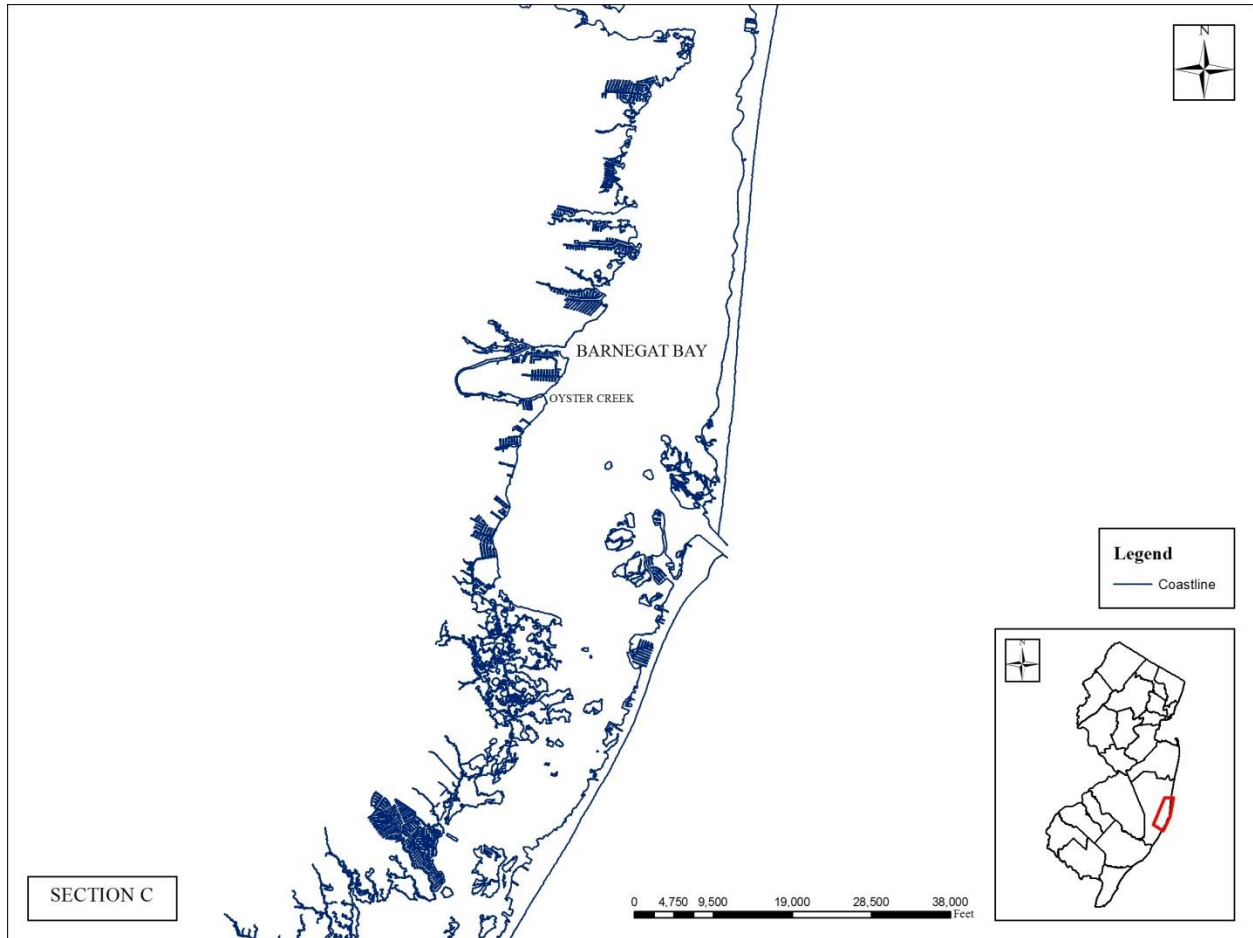 N
BARNEGAT BAY
OYSTER CREEK
Legend
Coastline
SECTION C
0 4,750 9,500 19,000 28,500 38,000
Feet